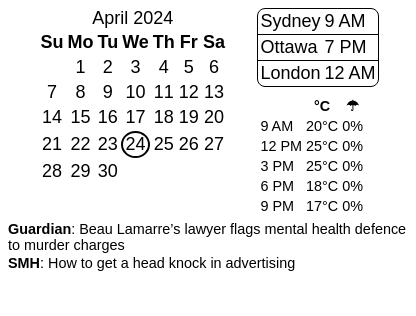 April 2024
Su Mo Tu We Th Fr Sa
1 2 3 4 5 6
7 8 9 10 11 12 13
14 15 16 17 18 19 20
21 22 23 24 25 26 27
28 29 30
Sydney 9 AM
Ottawa 7 PM
London 12 AM
°C ☂
9 AM 20°C 0%
12 PM 25°C 0%
3 PM 25°C 0%
6 PM 18°C 0%
9 PM 17°C 0%
Guardian: Beau Lamarre’s lawyer flags mental health defence
to murder charges
SMH: How to get a head knock in advertising